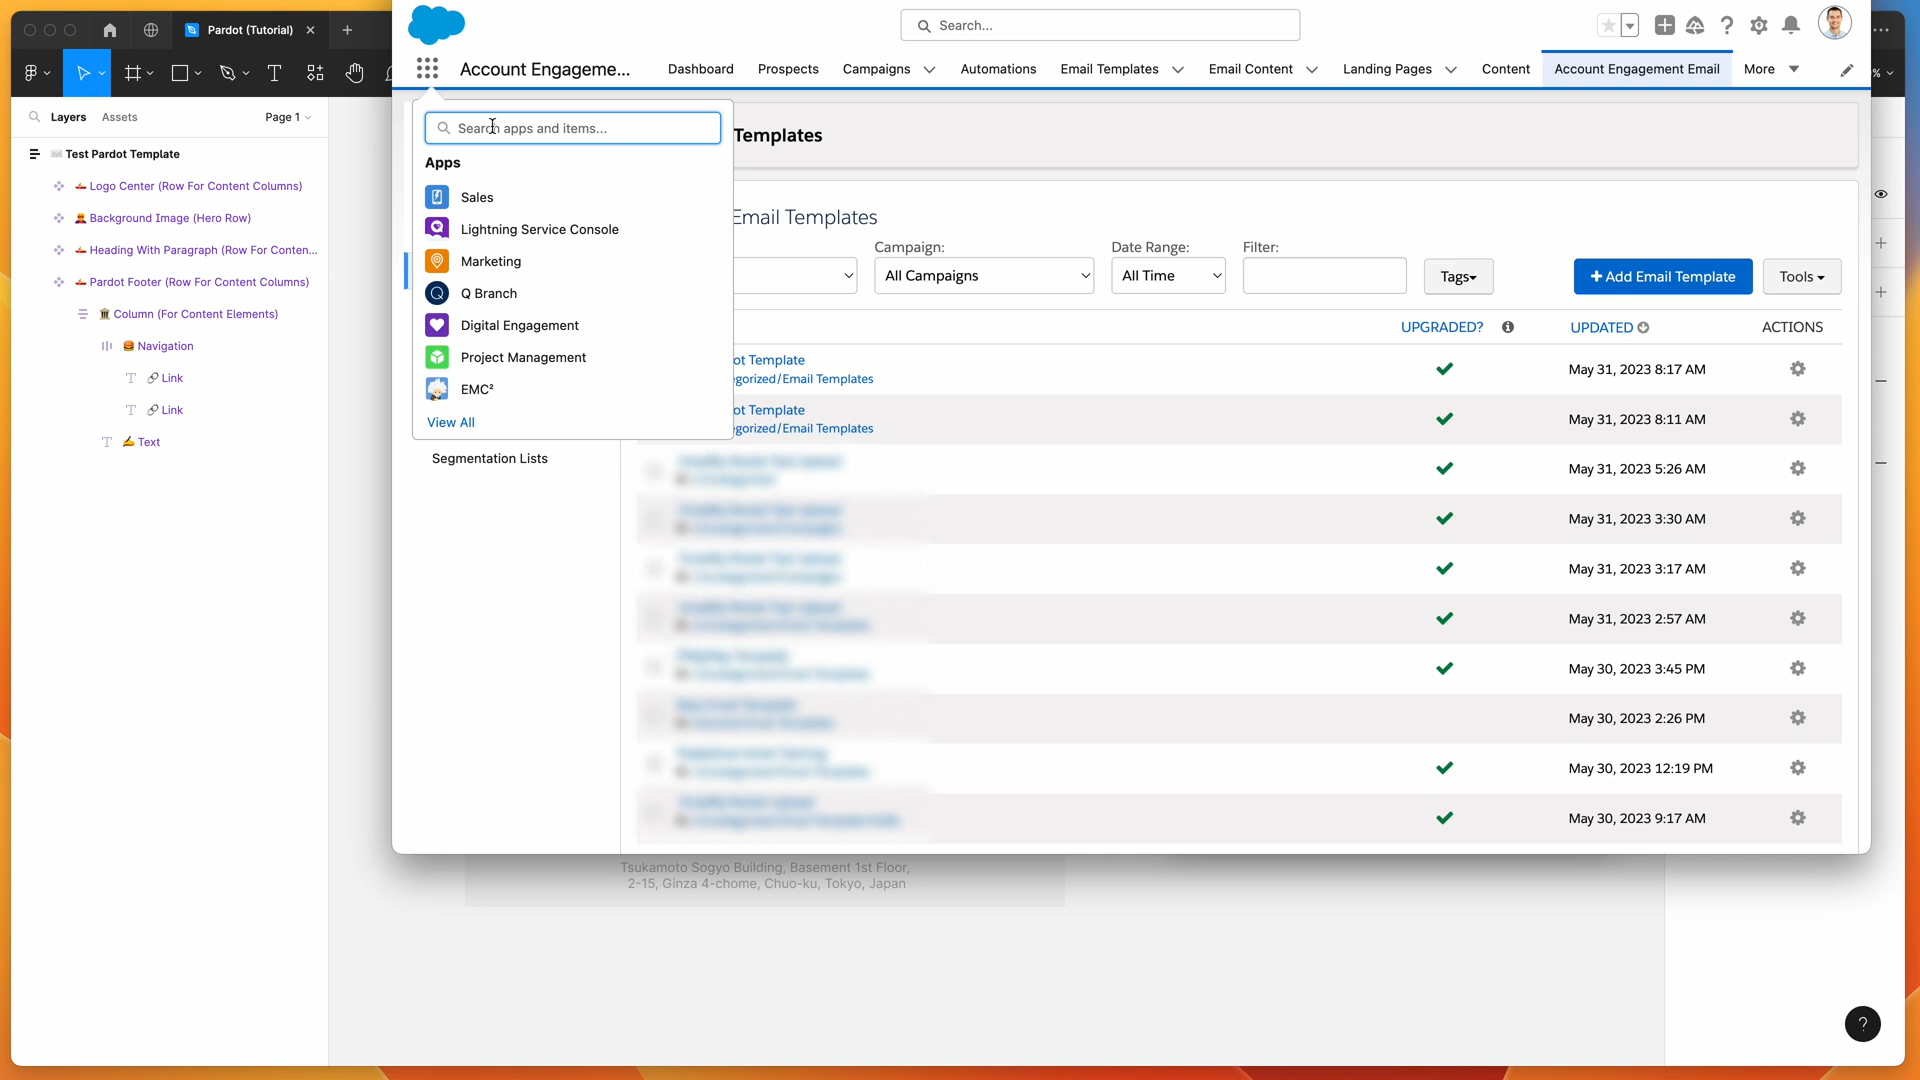 Pardot (Tutorial)
Search...
Account Engageme...
Dashboard
Prospects
Campaigns
Automations
Email Templates
Email Content
Landing Pages
Content
Account Engagement Email
More
%
Layers
Assets
Page 1
Test Pardot Template
Logo Center (Row For Content Columns)
Background Image (Hero Row)
Heading With Paragraph (Row For Conten...
Pardot Footer (Row For Content Columns)
Column (For Content Elements)
Navigation
Link
Link
Text
Search apps and items...
Apps
Sales
Lightning Service Console
Marketing
Q Branch
Digital Engagement
Project Management
EMC²
View All
Segmentation Lists
Templates
Email Templates
Campaign:
Date Range:
Filter:
All Campaigns
All Time
Tags
+ Add Email Template
Tools
UPGRADED?
UPDATED
ACTIONS
ot Template
egorized/Email Templates
May 31, 2023 8:17 AM
ot Template
egorized/Email Templates
May 31, 2023 8:11 AM
May 31, 2023 5:26 AM
May 31, 2023 3:30 AM
May 31, 2023 3:17 AM
May 31, 2023 2:57 AM
May 30, 2023 3:45 PM
May 30, 2023 2:26 PM
May 30, 2023 12:19 PM
May 30, 2023 9:17 AM
Tsukamoto Sogyo Building, Basement 1st Floor,
2-15, Ginza 4-chome, Chuo-ku, Tokyo, Japan
?